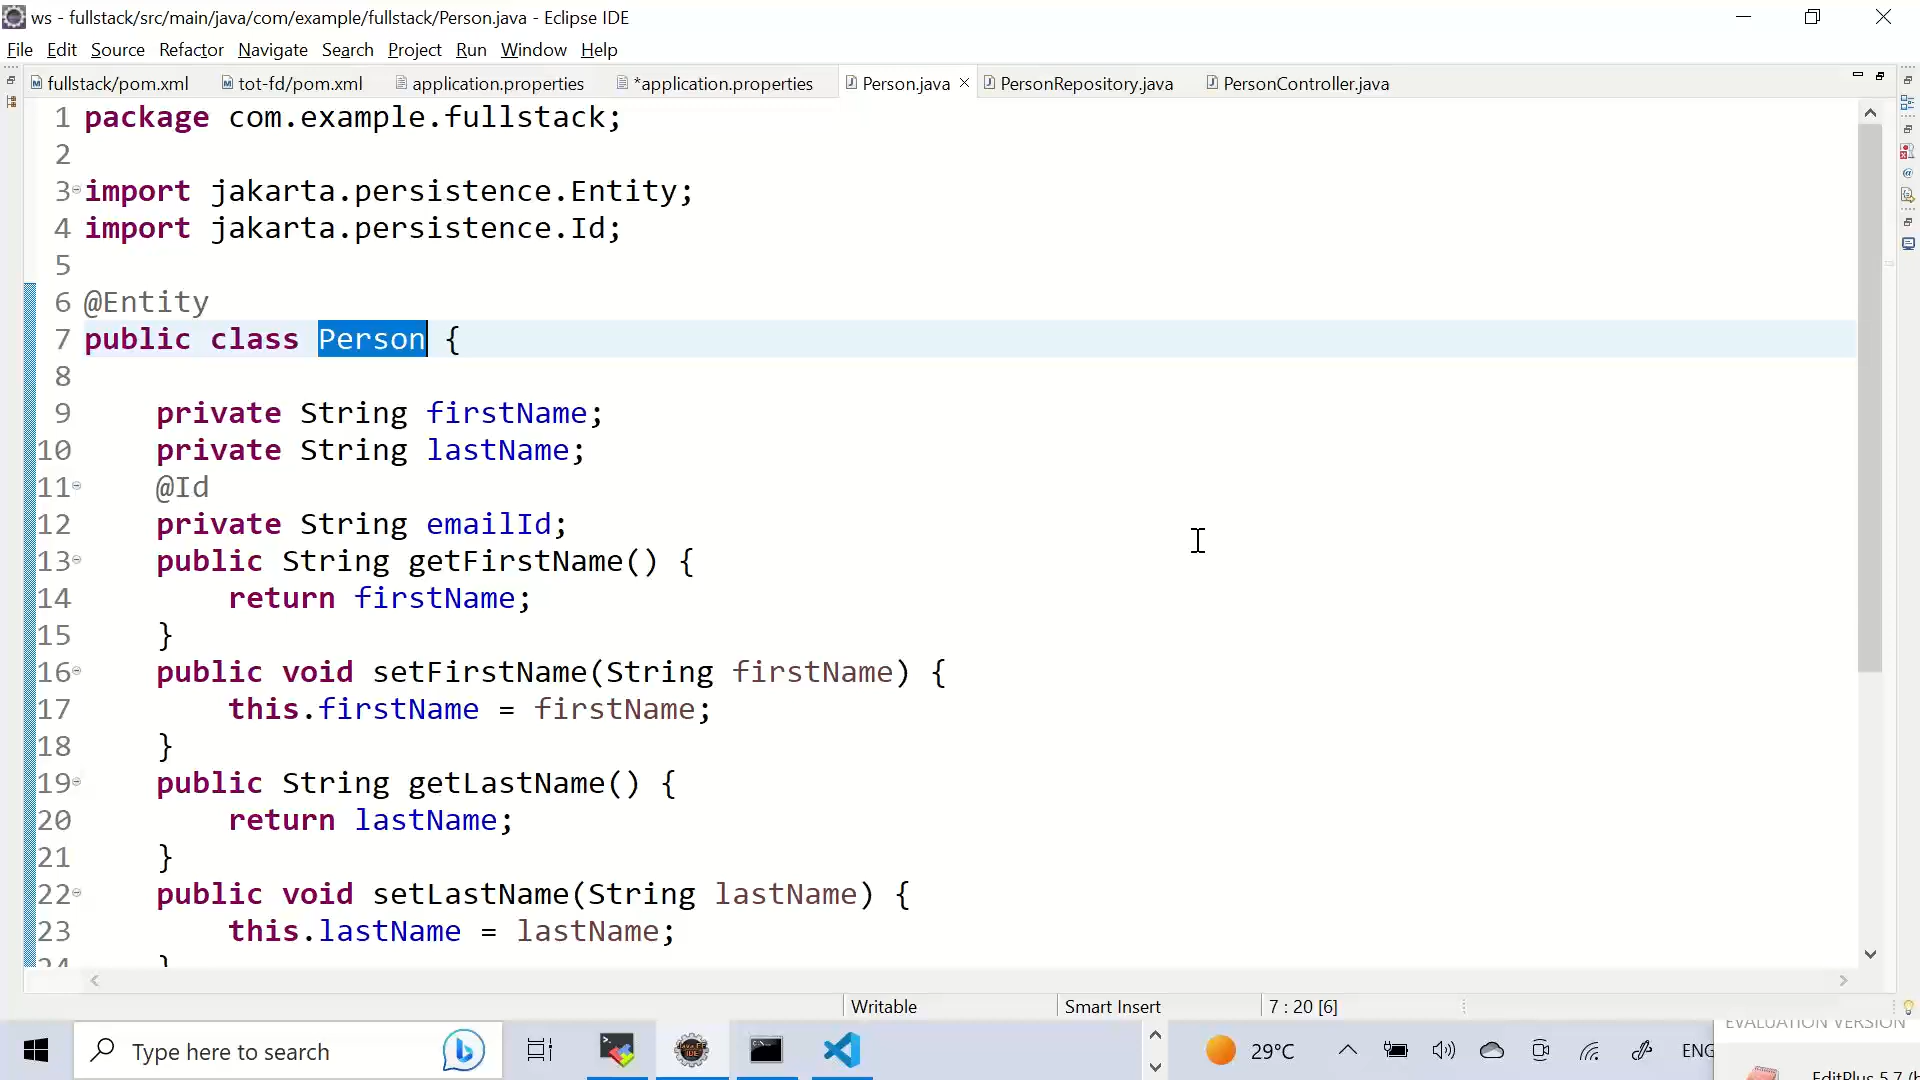 ws - fullstack/src/main/java/com/example/fullstack/Person.java - Eclipse IDE
File Edit Source Refactor Navigate Search Project Run Window Help
fullstack/pom.xml tot-fd/pom.xml application.properties *application.properties Person.java PersonRepository.java PersonController.java
1 package com.example.fullstack;
2
3 import jakarta.persistence.Entity;
4 import jakarta.persistence.Id;
5
6 @Entity
7 public class Person {
8
9 private String firstName;
10 private String lastName;
11 @Id
12 private String emailId;
13 public String getFirstName() {
14 return firstName;
15 }
16 public void setFirstName(String firstName) {
17 this.firstName = firstName;
18 }
19 public String getLastName() {
20 return lastName;
21 }
22 public void setLastName(String lastName) {
23 this.lastName = lastName;
24 }
Writable Smart Insert 7 : 20 [6]
Type here to search
29°C
ENG
EVALUATION VERSION
EditPlus 5.7